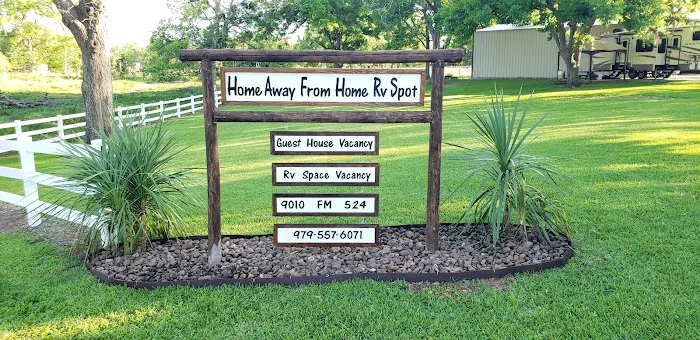 Home Away From Home Rv Spot
Guest House Vacancy
Rv Space Vacancy
9010 FM 524
979-557-6071